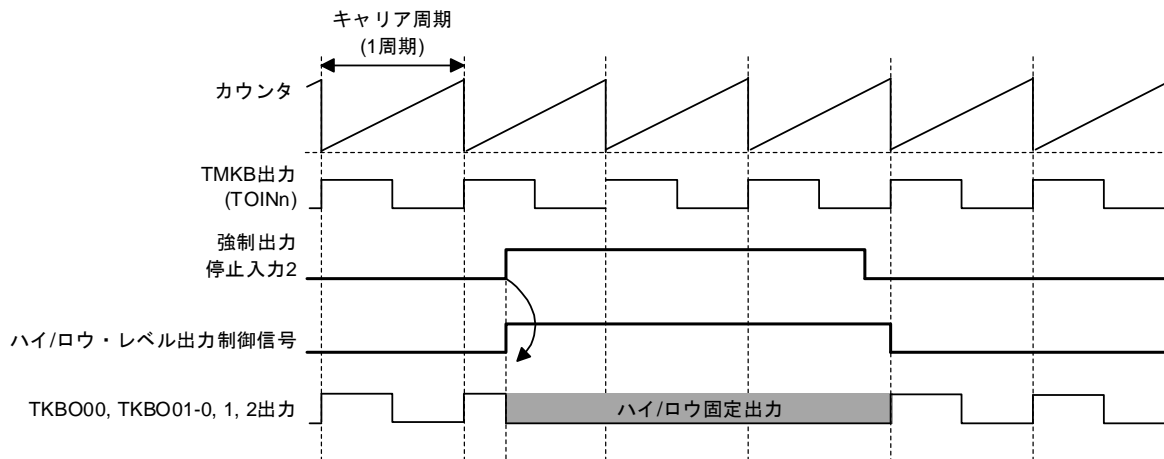 キャリア周期
(1周期)
カウンタ
TMKB出力
(TOINn)
強制出力
停止入力2
ハイ/ロウ・レベル出力制御信号
TKBO00, TKBO01-0, 1, 2出力
ハイ/ロウ固定出力